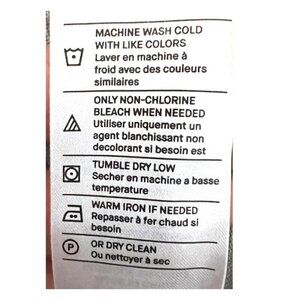 MACHINE WASH COLD
WITH LIKE COLORS
Laver en machine à
froid avec des couleurs
similaires
ONLY NON-CHLORINE
BLEACH WHEN NEEDED
Utiliser uniquement un
agent blanchissant non
decolorant si besoin est
TUMBLE DRY LOW
Secher en machine a basse
temperature
WARM IRON IF NEEDED
Repasser à fer chaud si
besoin
P
OR DRY CLEAN
Ou nettoyer à sec